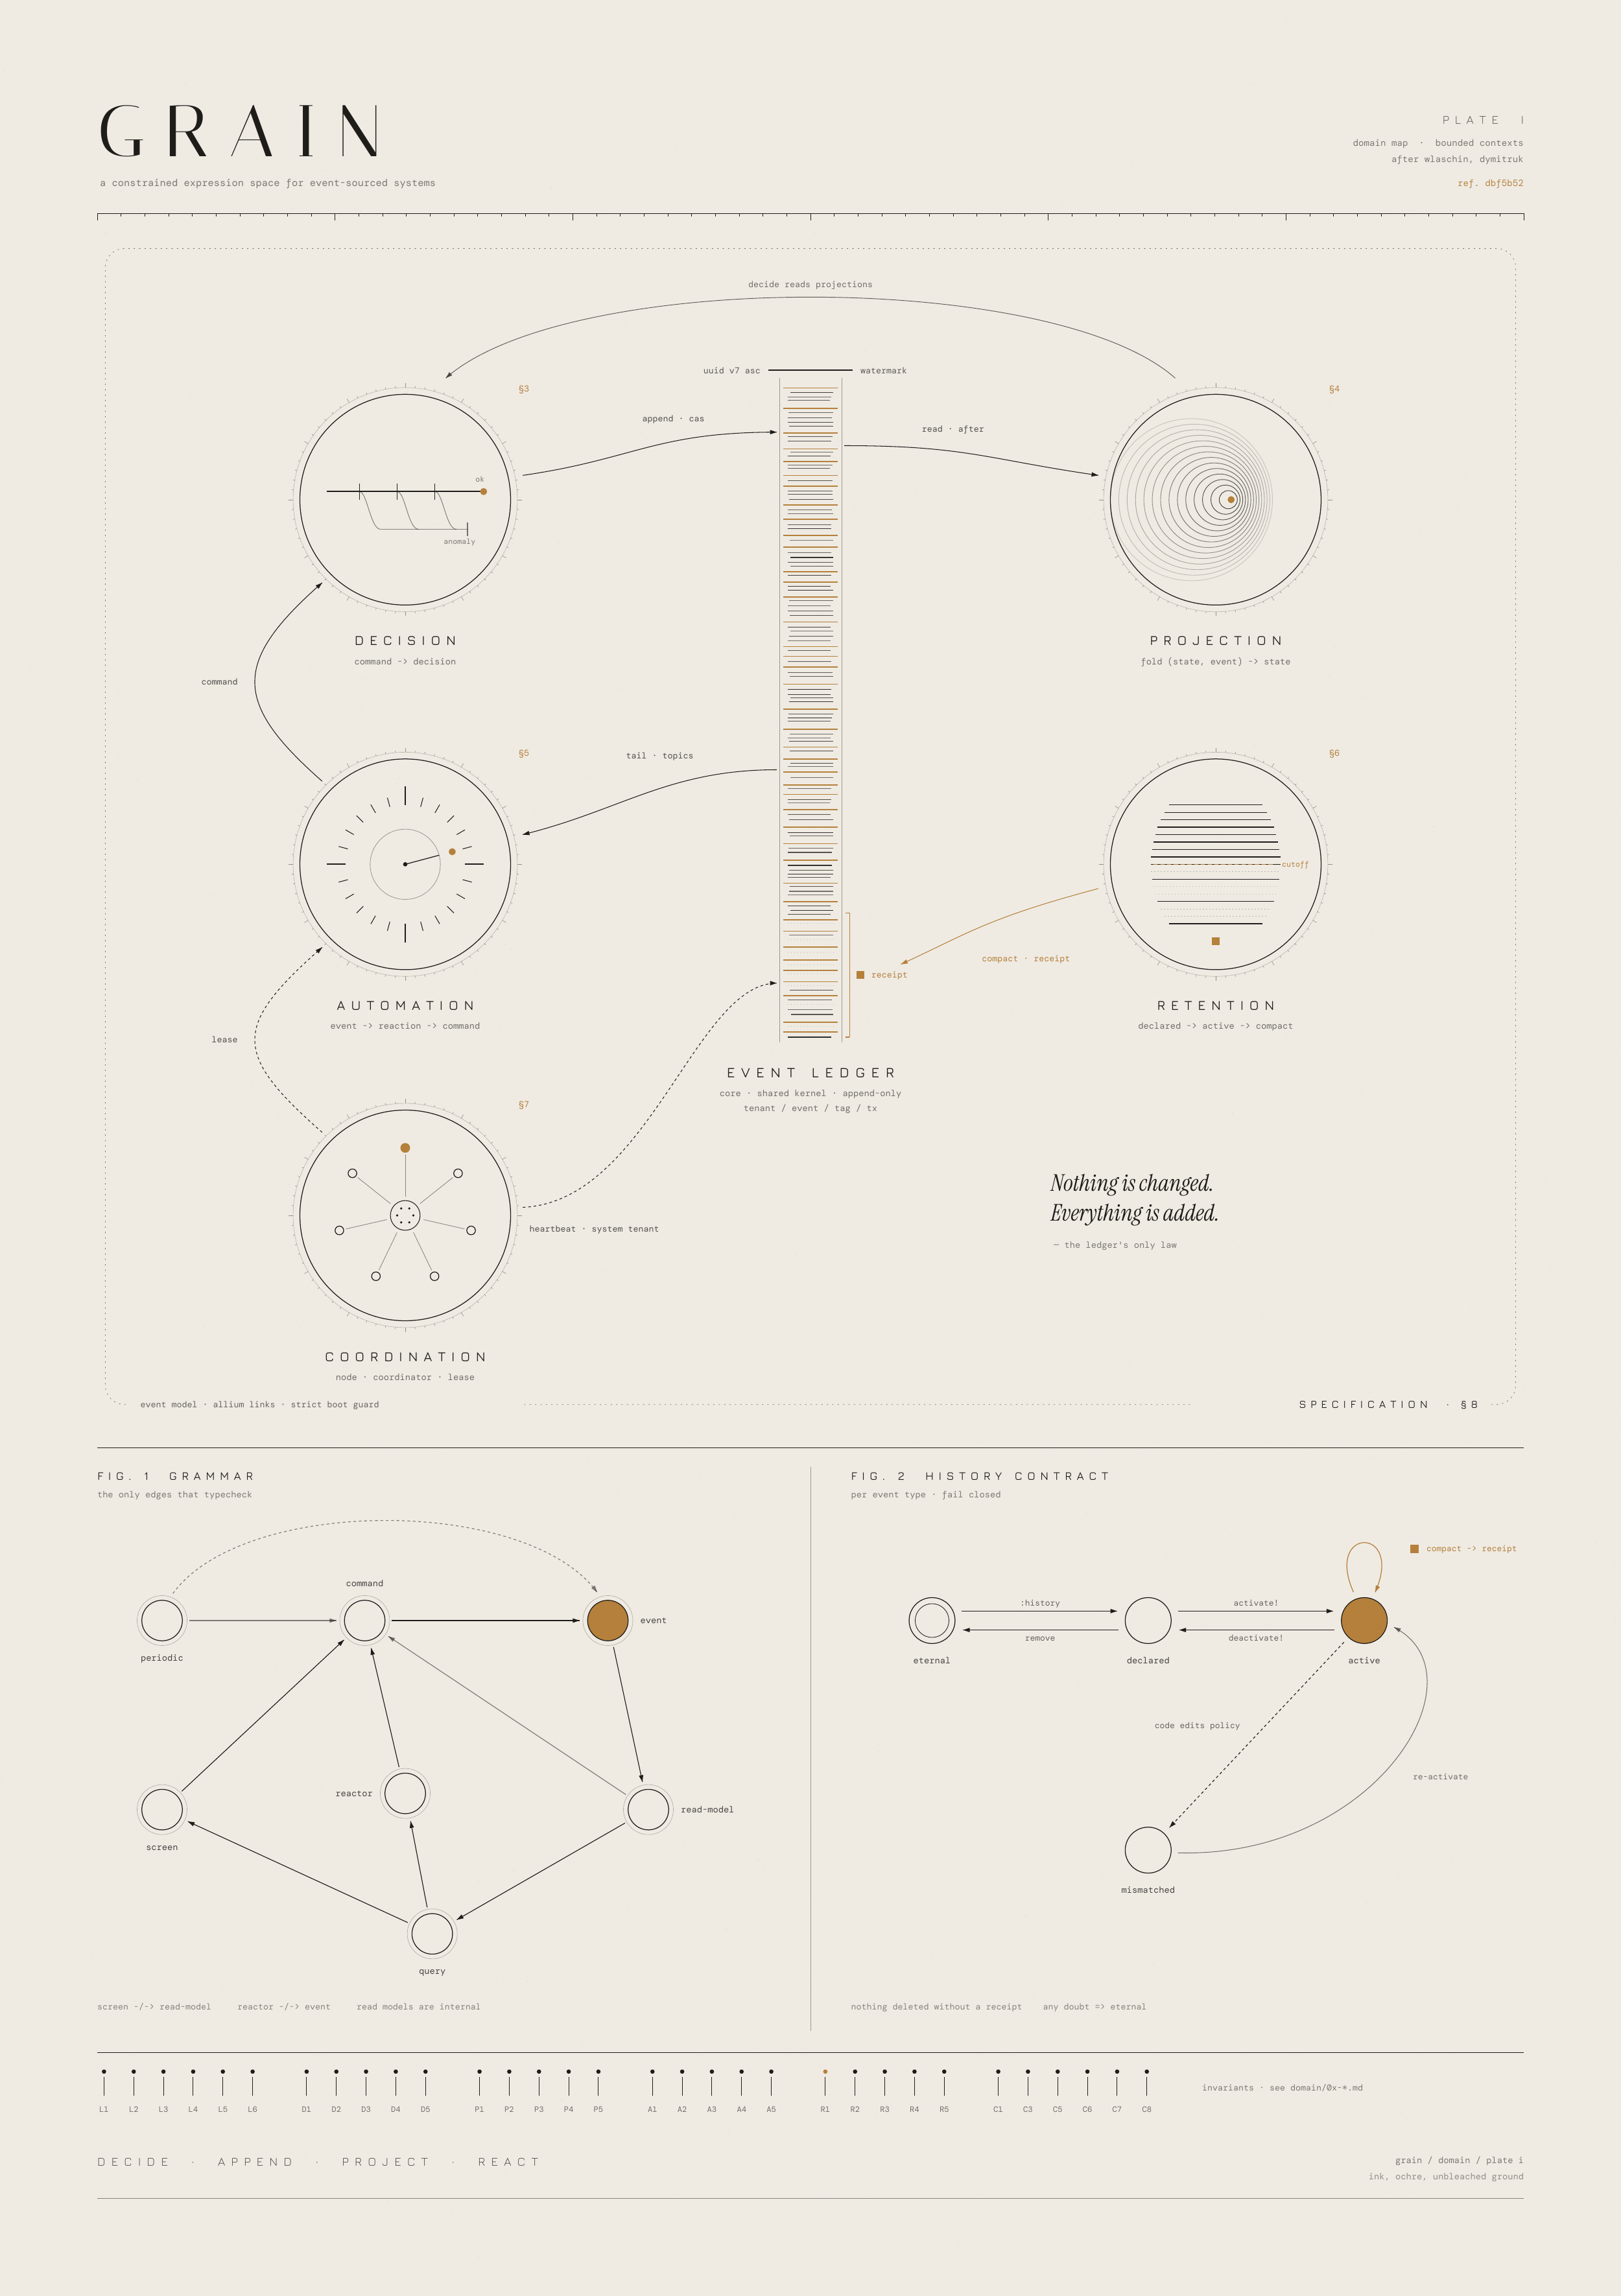 GRAIN
a constrained expression space for event-sourced systems
PLATE I
domain map · bounded contexts
after wlaschin, dymitruk
ref. dbf5b52
decide reads projections
uuid v7 asc
watermark
§3
§4
append · cas
read · after
ok
anomaly
DECISION
command -> decision
PROJECTION
fold (state, event) -> state
command
§5
§6
tail · topics
cutoff
compact · receipt
receipt
AUTOMATION
event -> reaction -> command
RETENTION
declared -> active -> compact
lease
EVENT LEDGER
core · shared kernel · append-only
tenant / event / tag / tx
§7
heartbeat · system tenant
Nothing is changed.
Everything is added.
— the ledger's only law
COORDINATION
node · coordinator · lease
event model · allium links · strict boot guard
SPECIFICATION · §8
FIG. 1 GRAMMAR
the only edges that typecheck
command
event
periodic
reactor
read-model
screen
query
screen -/-> read-model reactor -/-> event read models are internal
FIG. 2 HISTORY CONTRACT
per event type · fail closed
compact -> receipt
:history
activate!
remove
deactivate!
eternal
declared
active
code edits policy
re-activate
mismatched
nothing deleted without a receipt any doubt => eternal
L1 L2 L3 L4 L5 L6 D1 D2 D3 D4 D5 P1 P2 P3 P4 P5 A1 A2 A3 A4 A5 R1 R2 R3 R4 R5 C1 C3 C5 C6 C7 C8
invariants · see domain/0x-*.md
DECIDE · APPEND · PROJECT · REACT
grain / domain / plate i
ink, ochre, unbleached ground